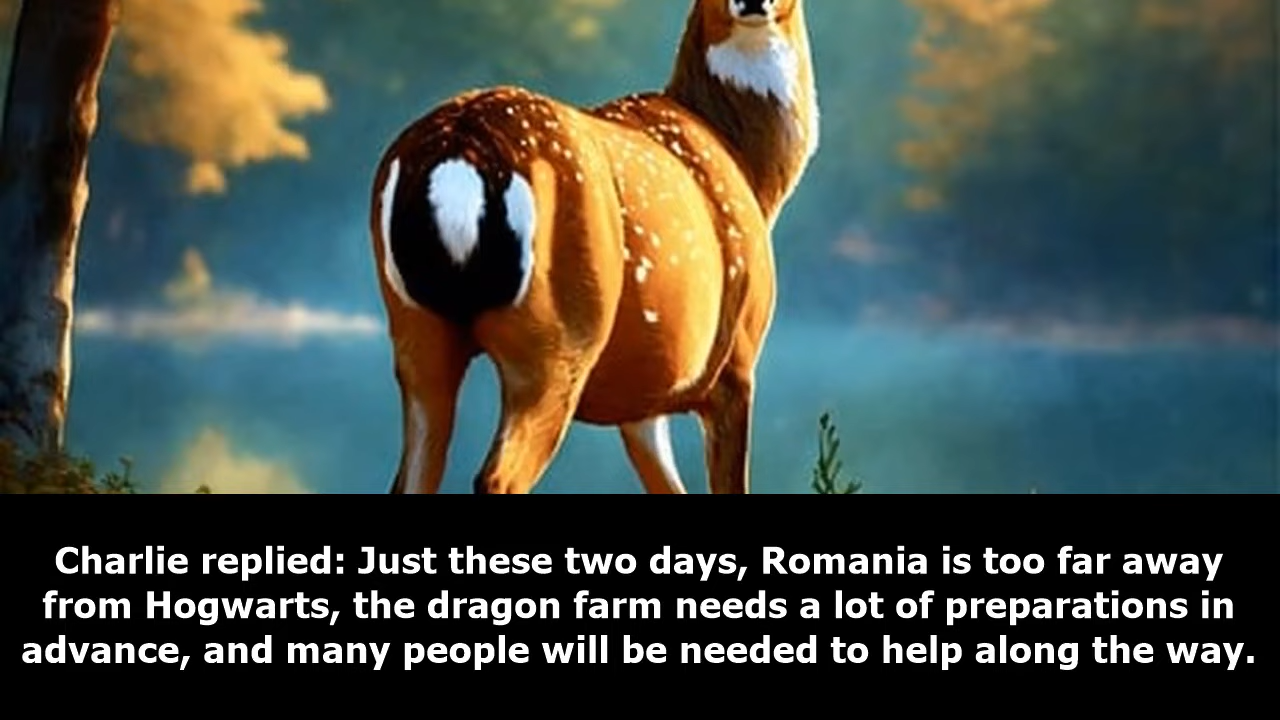 Charlie replied: Just these two days, Romania is too far away
from Hogwarts, the dragon farm needs a lot of preparations in
advance, and many people will be needed to help along the way.